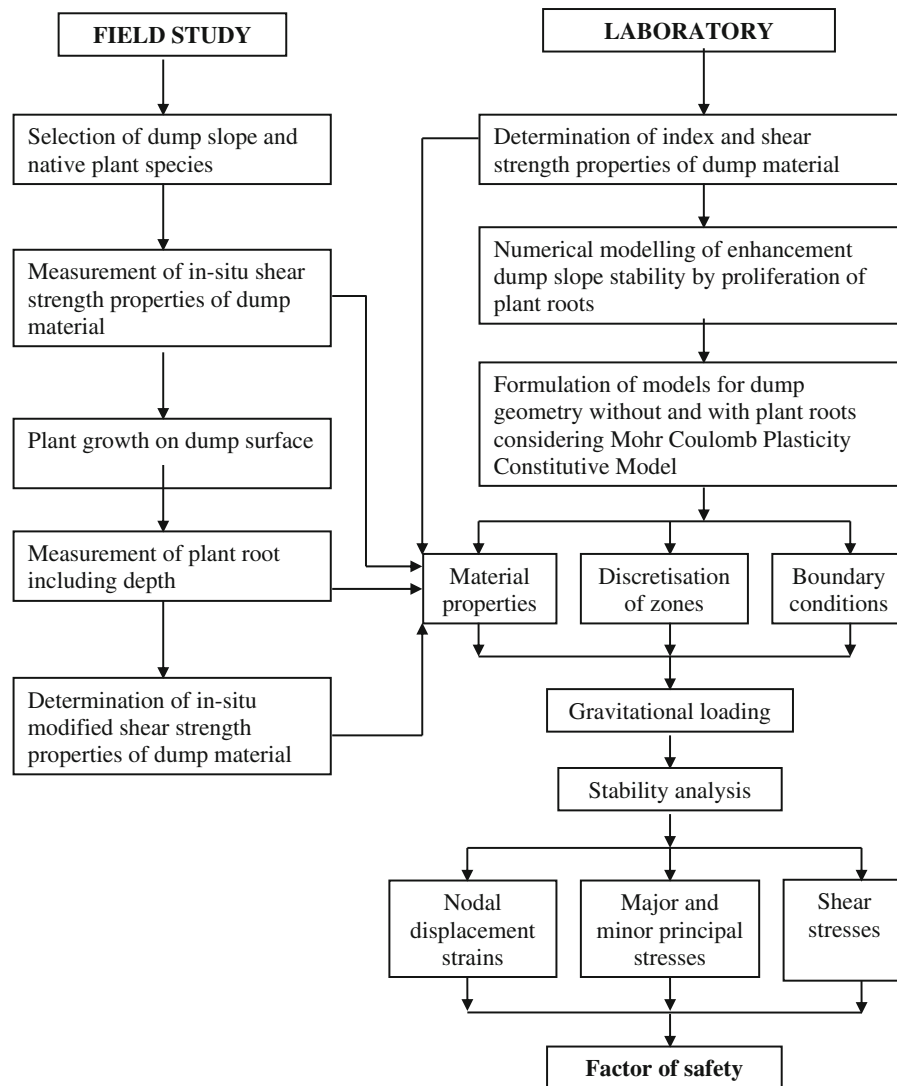 FIELD STUDY
Selection of dump slope and
native plant species
Measurement of in-situ shear
strength properties of dump
material
Plant growth on dump surface
Measurement of plant root
including depth
Determination of in-situ
modified shear strength
properties of dump material
LABORATORY
Determination of index and shear
strength properties of dump material
Numerical modelling of enhancement
dump slope stability by proliferation of
plant roots
Formulation of models for dump
geometry without and with plant roots
considering Mohr Coulomb Plasticity
Constitutive Model
Material
properties
Discretisation
of zones
Boundary
conditions
Gravitational loading
Stability analysis
Nodal
displacement
strains
Major and
minor principal
stresses
Shear
stresses
Factor of safety